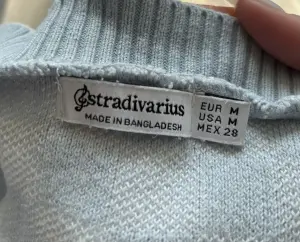 stradivarius
MADE IN BANGLADESH
EUR M
USA M
MEX 28